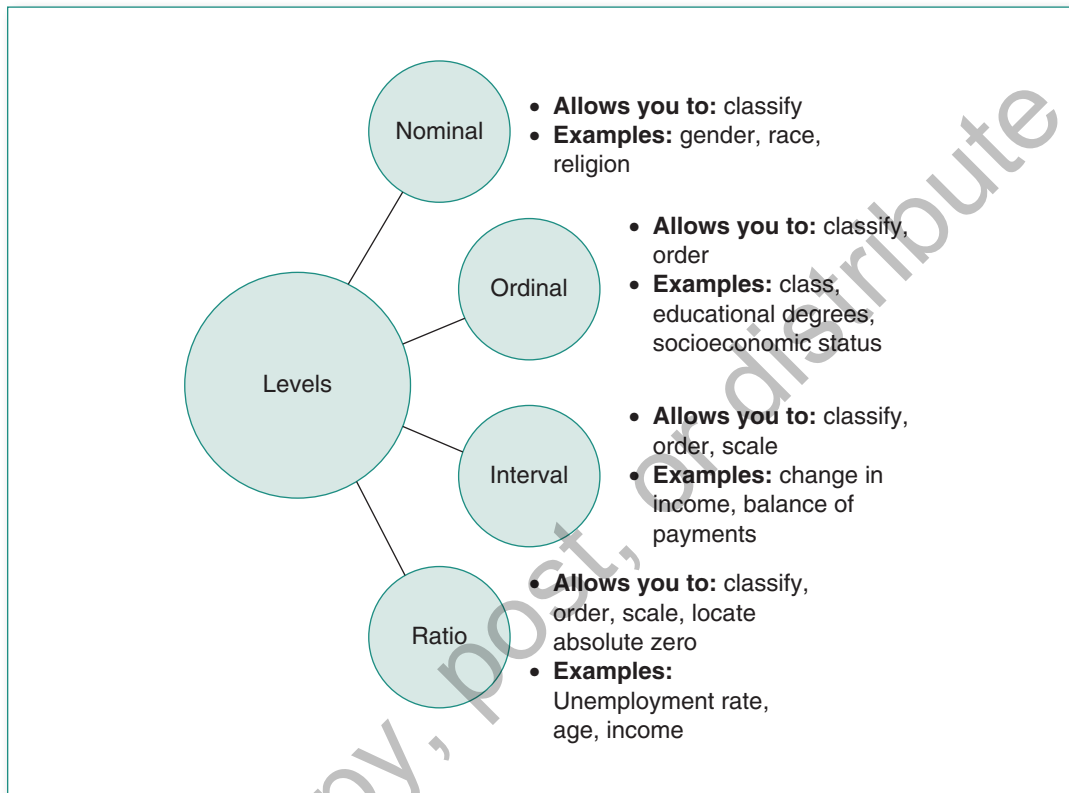 Nominal
• Allows you to: classify
• Examples: gender, race,
religion
Ordinal
• Allows you to: classify,
order
• Examples: class,
educational degrees,
socioeconomic status
Levels
Interval
• Allows you to: classify,
order, scale
• Examples: change in
income, balance of
payments
Ratio
• Allows you to: classify,
order, scale, locate
absolute zero
• Examples:
Unemployment rate,
age, income
post, or distribute